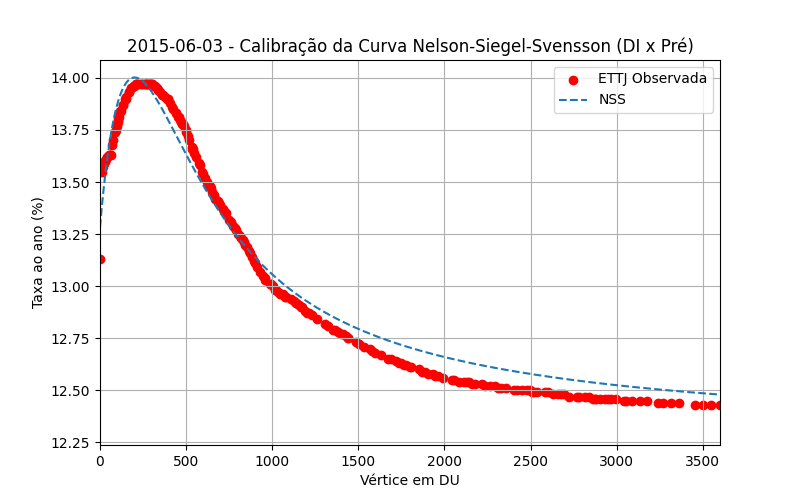 2015-06-03 - Calibração da Curva Nelson-Siegel-Svensson (DI x Pré)
ETTJ Observada
NSS
Taxa ao ano (%)
14.00
13.75
13.50
13.25
13.00
12.75
12.50
12.25
0 500 1000 1500 2000 2500 3000 3500
Vértice em DU